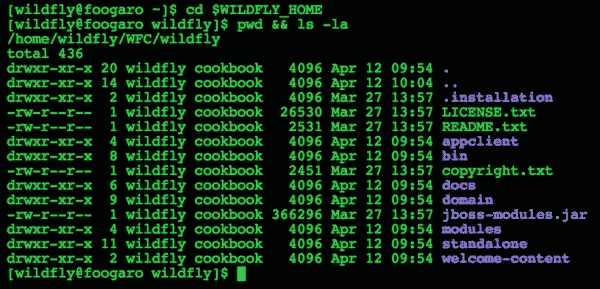 [wildfly@foogaro ~]$ cd $WILDFLY_HOME
[wildfly@foogaro wildfly]$ pwd && ls -la
/home/wildfly/WFC/wildfly
total 436
drwxr-xr-x 20 wildfly cookbook   4096 Apr 12 09:54 .
drwxr-xr-x 14 wildfly cookbook   4096 Apr 12 10:04 ..
drwxr-xr-x  2 wildfly cookbook   4096 Mar 27 13:57 .installation
-rw-r--r--  1 wildfly cookbook  26530 Mar 27 13:57 LICENSE.txt
-rw-r--r--  1 wildfly cookbook   2531 Mar 27 13:57 README.txt
drwxr-xr-x  4 wildfly cookbook   4096 Apr 12 09:54 appclient
drwxr-xr-x  8 wildfly cookbook   4096 Apr 12 09:54 bin
-rw-r--r--  1 wildfly cookbook   2451 Mar 27 13:57 copyright.txt
drwxr-xr-x  6 wildfly cookbook   4096 Apr 12 09:54 docs
drwxr-xr-x  9 wildfly cookbook   4096 Apr 12 09:54 domain
-rw-r--r--  1 wildfly cookbook 366296 Mar 27 13:57 jboss-modules.jar
drwxr-xr-x  4 wildfly cookbook   4096 Apr 12 09:54 modules
drwxr-xr-x 11 wildfly cookbook   4096 Apr 12 09:54 standalone
drwxr-xr-x  2 wildfly cookbook   4096 Apr 12 09:54 welcome-content
[wildfly@foogaro wildfly]$